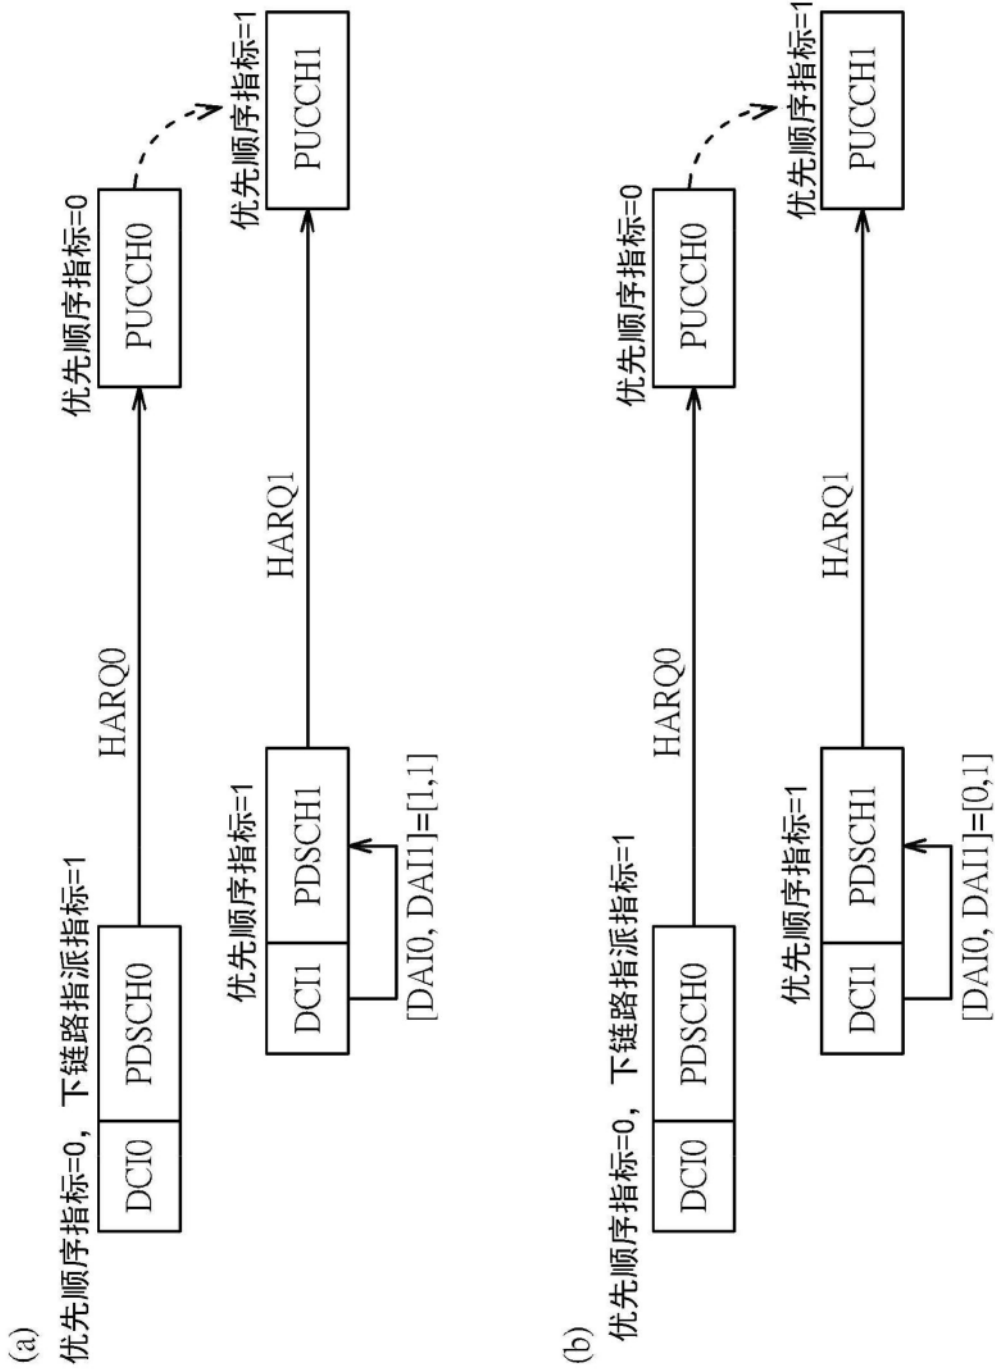 (a)
优先顺序指标=0，下链路指派指标=1
DCI0 PDSCH0
HARQ0
优先顺序指标=0
PUCCH0
优先顺序指标=1
DCI1 PDSCH1
[DAI0, DAI1]=[1,1]
HARQ1
优先顺序指标=1
PUCCH1
(b)
优先顺序指标=0，下链路指派指标=1
DCI0 PDSCH0
HARQ0
优先顺序指标=0
PUCCH0
优先顺序指标=1
DCI1 PDSCH1
[DAI0, DAI1]=[0,1]
HARQ1
优先顺序指标=1
PUCCH1